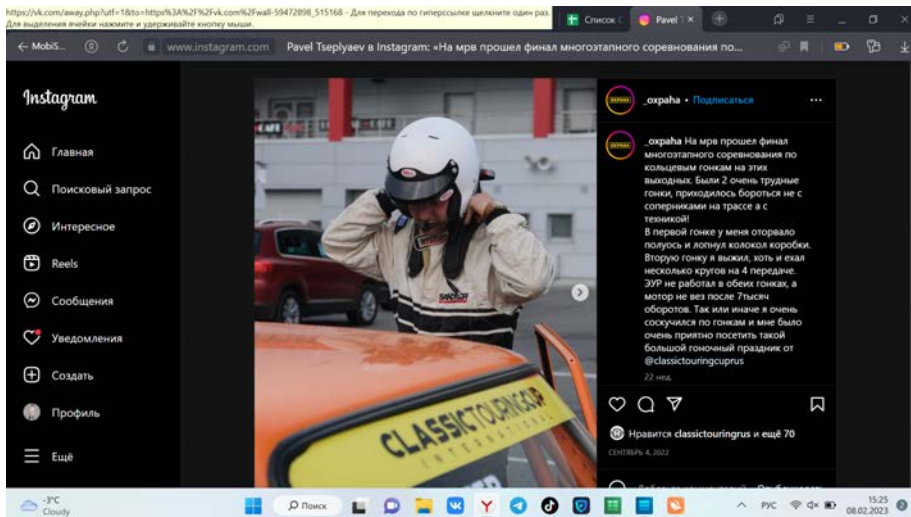 https://vk.com/away.php?utf=1&to=https%3A%2F%2Fvk.com%2Fwall-59472898_515168 - Для перехода по гиперссылке щелкните один раз.
Для выделения ячейки нажмите и удерживайте кнопку мыши.
Список
Pavel
MobiS...
www.instagram.com
Pavel Tseplyaev в Instagram: «На мрв прошел финал многоэтапного соревнования по...
Instagram
Главная
Поисковый запрос
Интересное
Reels
Сообщения
Уведомления
Создать
Профиль
Ещё
BELL
SPARCO
CLASSICTOURINGCUP
INTERNATIONAL
_oxpaha • Подписаться
_oxpaha На мрв прошел финал
многоэтапного соревнования по
кольцевым гонкам на этих
выходных. Были 2 очень трудные
гонки, приходилось бороться не с
соперниками на трассе а с
техникой!
В первой гонке у меня оторвало
полуось и лопнул колокол коробки.
Вторую гонку я выжил, хоть и ехал
несколько кругов на 4 передаче.
ЭУР не работал в обеих гонках, а
мотор не вез после 7тысяч
оборотов. Так или иначе я очень
соскучился по гонкам и мне было
очень приятно посетить такой
большой гоночный праздник от
@classictouringcuprus
22 нед.
Нравится classictouringrus и ещё 70
СЕНТЯБРЬ 4, 2022
-3°C
Cloudy
Поиск
РУС
15:25
08.02.2023